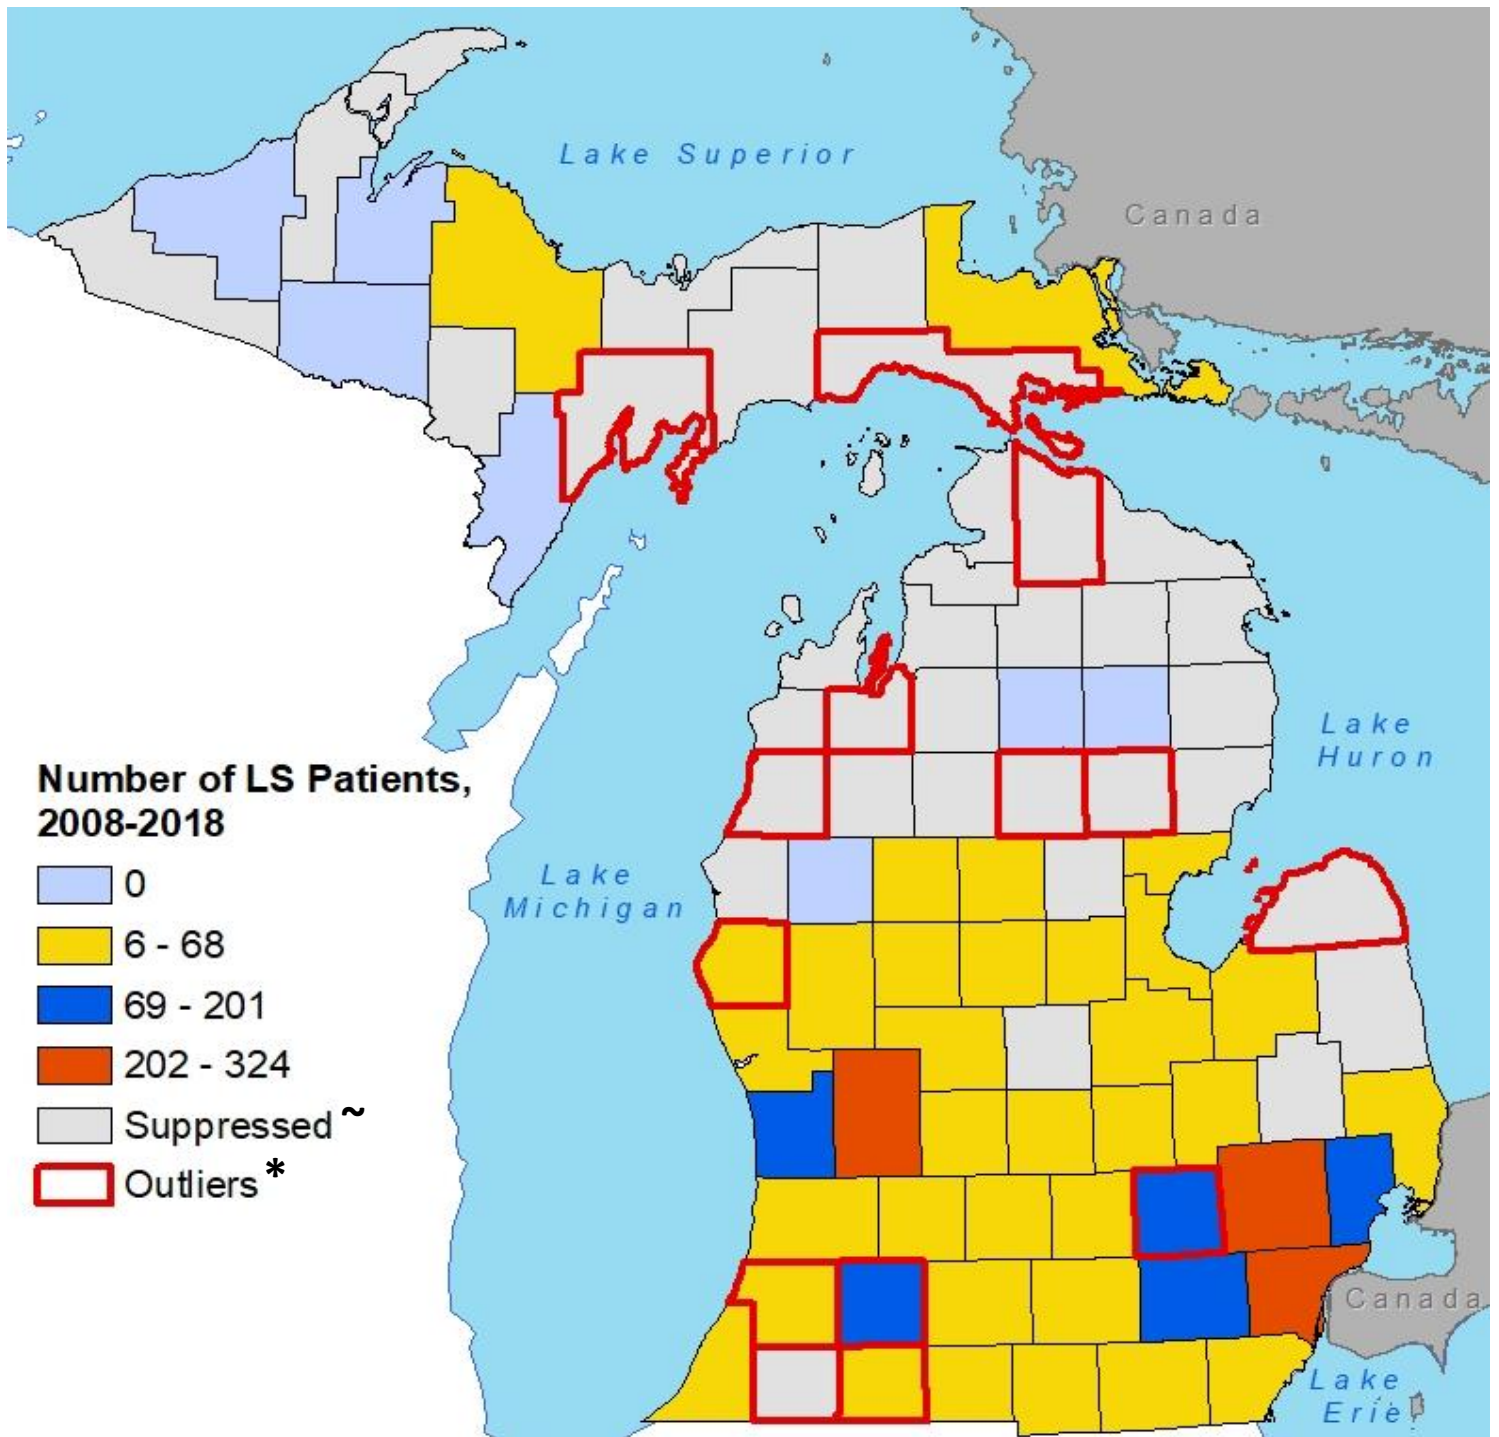 Lake Superior
Canada
Lake
Huron
Number of LS Patients,
2008-2018
Lake
Michigan
0
6 - 68
69 - 201
202 - 324
Suppressed ~
Outliers *
Canada
Lake
Erie